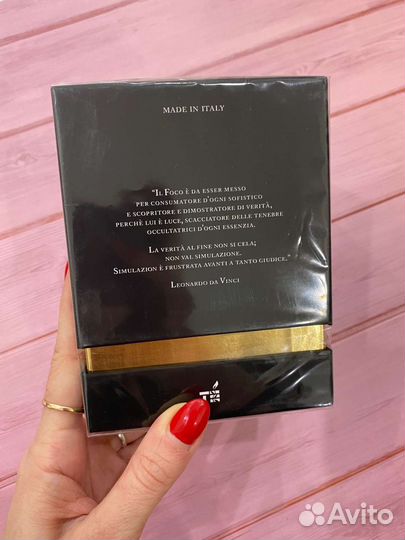 MADE IN ITALY
"IL FOCO È DA ESSER MESSO
PER CONSUMATORE D'OGNI SOFISTICO
E SCOPRITORE E DIMOSTRATORE DI VERITÀ,
PERCHÈ LUI È LUCE, SCACCIATORE DELLE TENEBRE
OCCULTATRICI D'OGNI ESSENZIA.
LA VERITÀ AL FINE NON SI CELA;
NON VAL SIMULAZIONE.
SIMULAZION È FRUSTRATA AVANTI A TANTO GIUDICE."
LEONARDO DA VINCI
Avito